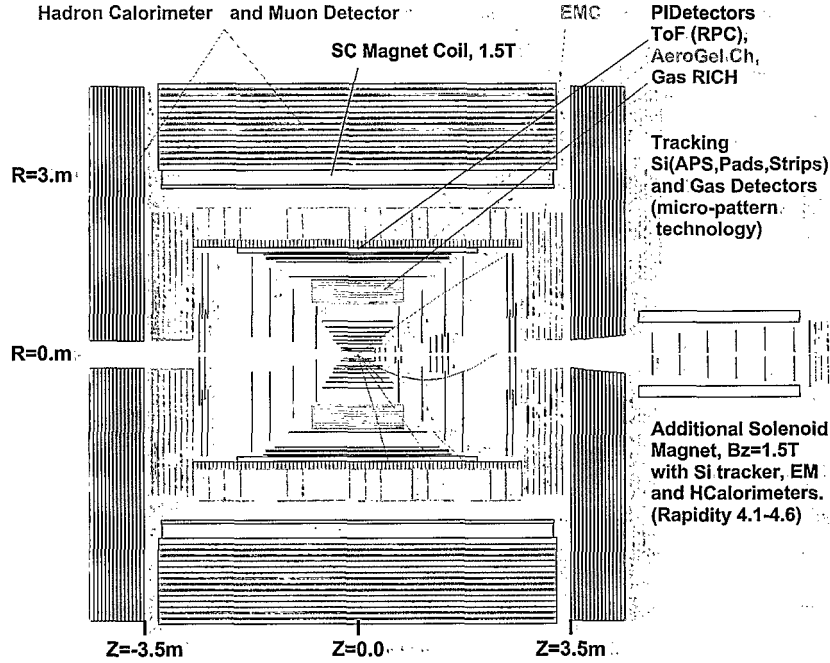 Hadron Calorimeter and Muon Detector
EMC
PIDetectors
ToF (RPC),
AeroGel Ch,
Gas RICH
SC Magnet Coil, 1.5T
R=3.m
Tracking
Si(APS,Pads,Strips)
and Gas Detectors
(micro-pattern
technology)
R=0.m
Additional Solenoid
Magnet, Bz=1.5T
with Si tracker, EM
and HCalorimeters.
(Rapidity 4.1-4.6)
Z=-3.5m
Z=0.0
Z=3.5m